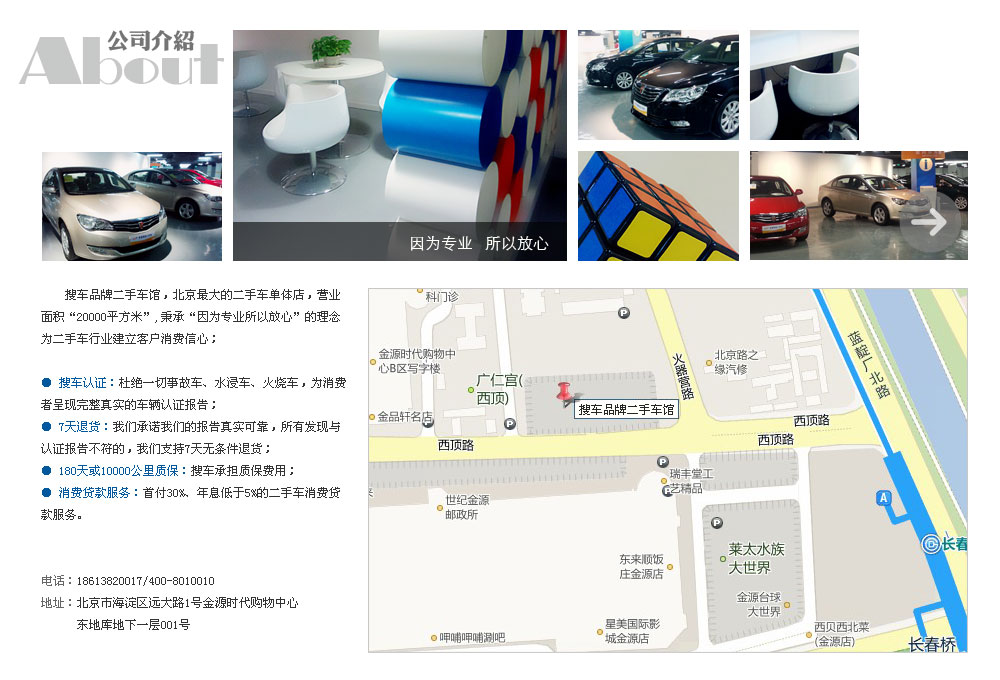 About
公司介紹
因为专业 所以放心
搜车品牌二手车馆，北京最大的二手车单体店，营业
面积“20000平方米”，秉承“因为专业所以放心”的理念
为二手车行业建立客户消费信心；
● 搜车认证：杜绝一切事故车、水浸车、火烧车，为消费
者呈现完整真实的车辆认证报告；
● 7天退货：我们承诺我们的报告真实可靠，所有发现与
认证报告不符的，我们支持7天无条件退货；
● 180天或10000公里质保：搜车承担质保费用；
● 消费贷款服务：首付30%、年息低于5%的二手车消费贷
款服务。
电话：18613820017/400-8010010
地址：北京市海淀区远大路1号金源时代购物中心
东地库地下一层001号
科门诊
P
蓝靛厂北路
火器营路
金源时代购物中
心B区写字楼
北京路之
缘汽修
广仁宫(
西顶)
搜车品牌二手车馆
金品轩名店
P
P
西顶路
西顶路
西顶路
P
瑞丰堂工
艺精品
P
世纪金源
邮政所
A
P
长春
莱太水族
大世界
东来顺饭
庄金源店
金源台球
大世界
星美国际影
城金源店
西贝西北菜
(金源店)
呷哺呷哺涮吧
长春桥